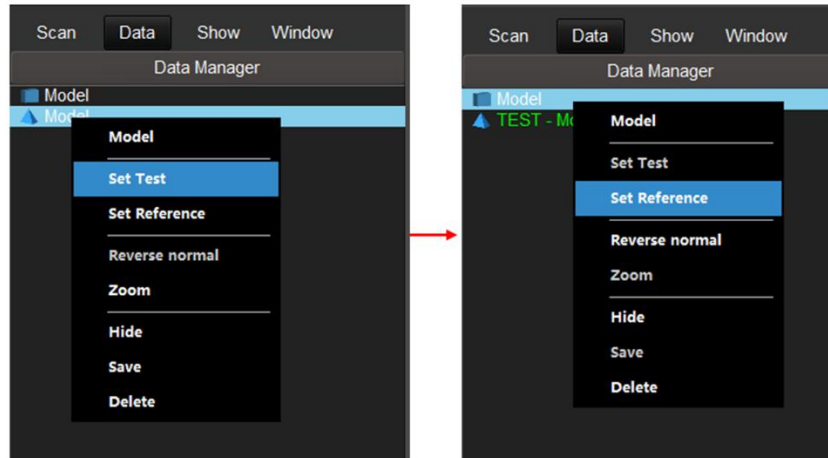 Scan Data Show Window
Data Manager
Model
Model
Model
Set Test
Set Reference
Reverse normal
Zoom
Hide
Save
Delete
Scan Data Show Window
Data Manager
Model
TEST - Mo
Model
Set Test
Set Reference
Reverse normal
Zoom
Hide
Save
Delete